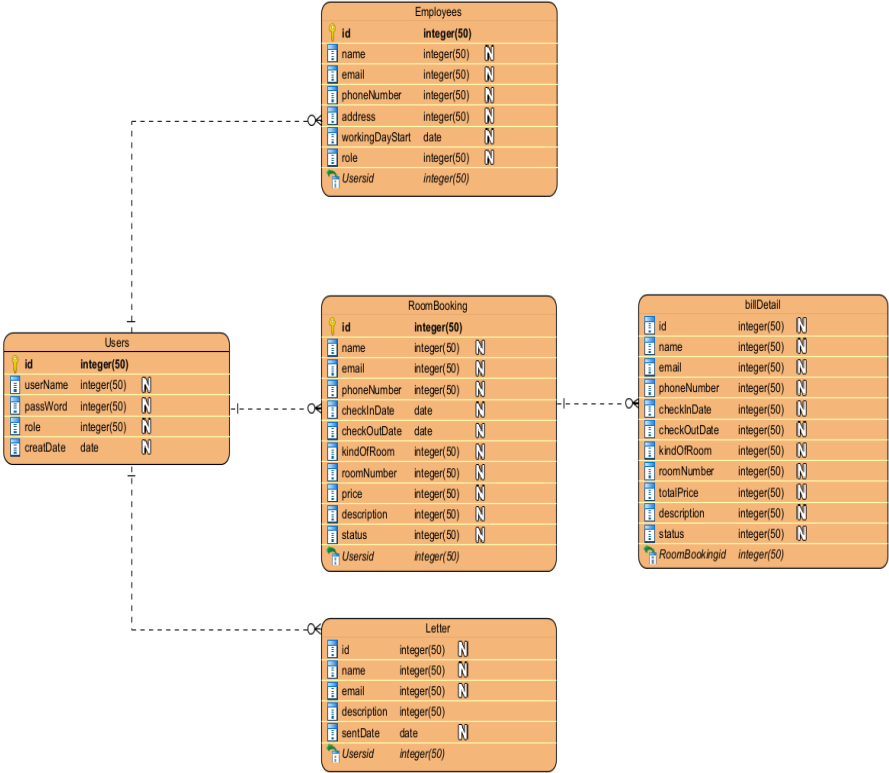 Employees
id integer(50)
name integer(50) N
email integer(50) N
phoneNumber integer(50) N
address integer(50) N
workingDayStart date N
role integer(50) N
Usersid integer(50)
Users
id integer(50)
userName integer(50) N
passWord integer(50) N
role integer(50) N
creatDate date N
RoomBooking
id integer(50)
name integer(50) N
email integer(50) N
phoneNumber integer(50) N
checkInDate date N
checkOutDate date N
kindOfRoom integer(50) N
roomNumber integer(50) N
price integer(50) N
description integer(50) N
status integer(50) N
Usersid integer(50)
billDetail
id integer(50) N
name integer(50) N
email integer(50) N
phoneNumber integer(50) N
checkInDate integer(50) N
checkOutDate integer(50) N
kindOfRoom integer(50) N
roomNumber integer(50) N
totalPrice integer(50) N
description integer(50) N
status integer(50) N
RoomBookingid integer(50)
Letter
id integer(50) N
name integer(50) N
email integer(50) N
description integer(50)
sentDate date N
Usersid integer(50)